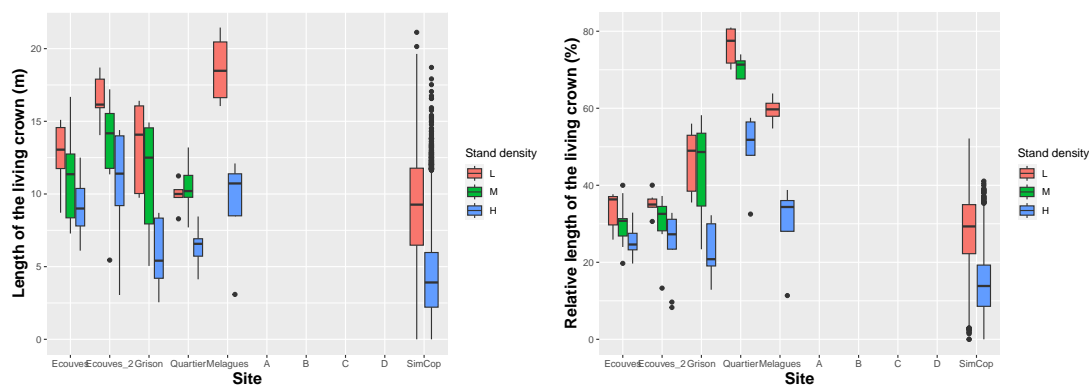 Length of the living crown (m)
20
15
10
5
0
Ecouves Ecouves_2 Grison Quartier Melagues A B C D SimCop
Site
Stand density
L
M
H
Relative length of the living crown (%)
80
60
40
20
0
Ecouves Ecouves_2 Grison Quartier Melagues A B C D SimCop
Site
Stand density
L
M
H